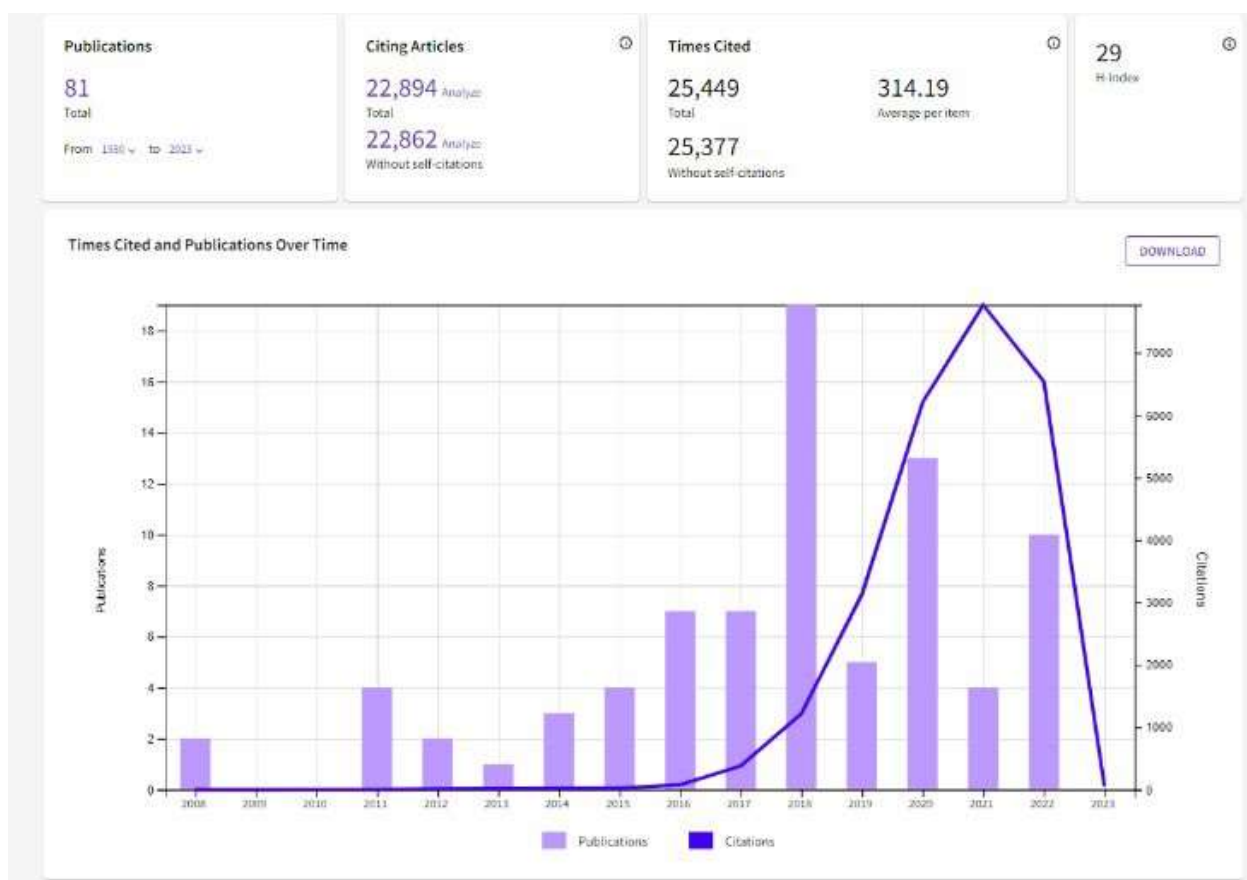 Publications
81
Total
From 1980 to 2023
Citing Articles
22,894 Analyze
Total
22,862 Analyze
Without self-citations
Times Cited
25,449
Total
25,377
Without self-citations
314.19
Average per item
29
H-Index
Times Cited and Publications Over Time
DOWNLOAD
18
16
14
12
10
8
6
4
2
0
Publications
7000
6000
5000
4000
3000
2000
1000
0
Citations
2008 2009 2010 2011 2012 2013 2014 2015 2016 2017 2018 2019 2020 2021 2022 2023
Publications Citations